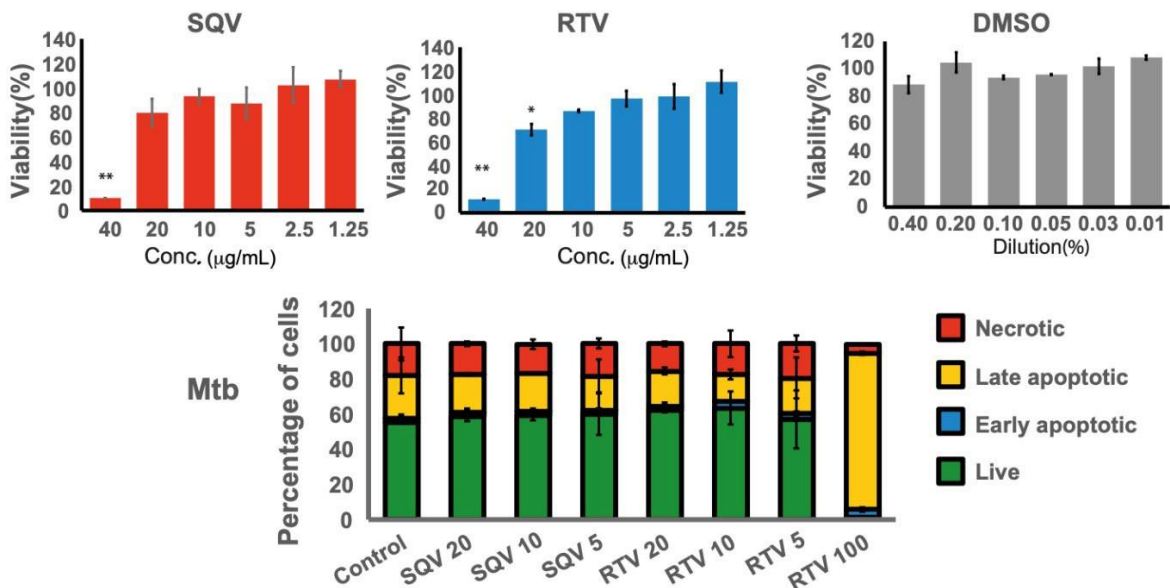 SQV
Viability(%)
140
120
100
80
60
40
20
0
**
40 20 10 5 2.5 1.25
Conc. (μg/mL)
RTV
Viability(%)
140
120
100
80
60
40
20
0
**
*
40 20 10 5 2.5 1.25
Conc. (μg/mL)
DMSO
Viability(%)
120
100
80
60
40
20
0
0.40 0.20 0.10 0.05 0.03 0.01
Dilution(%)
Mtb
Percentage of cells
120
100
80
60
40
20
0
Control
SQV 20
SQV 10
SQV 5
RTV 20
RTV 10
RTV 5
RTV 100
Necrotic
Late apoptotic
Early apoptotic
Live